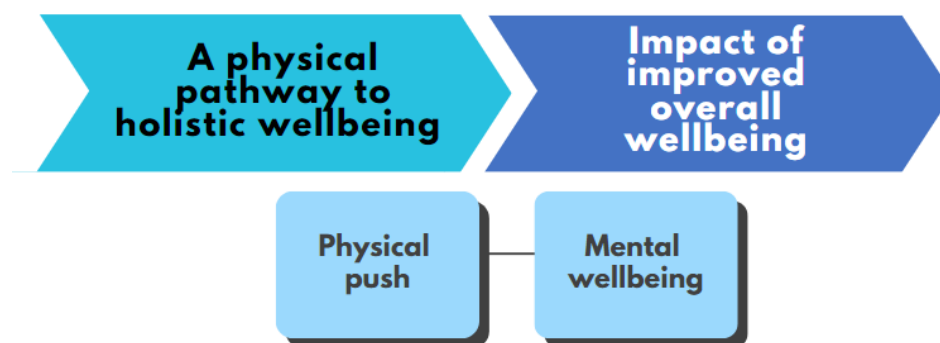 A physical
pathway to
holistic wellbeing
Impact of
improved
overall
wellbeing
Physical
push
Mental
wellbeing